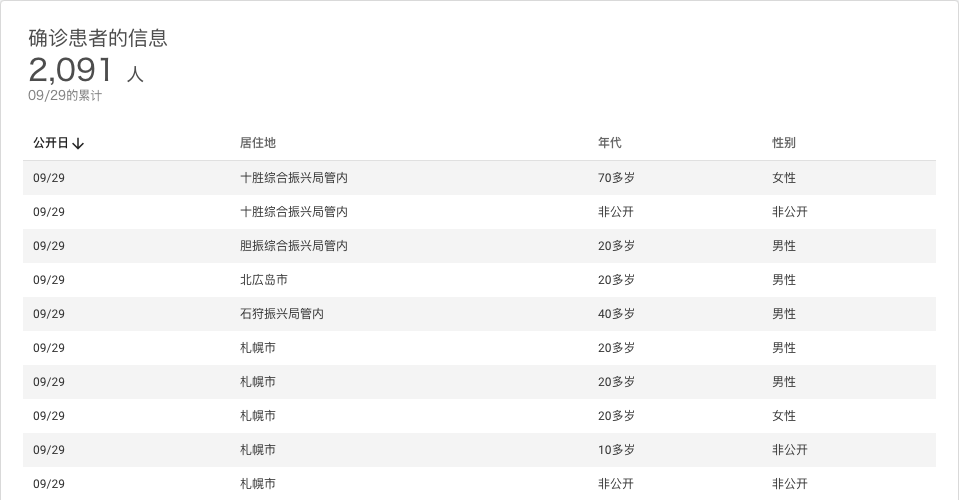 确诊患者的信息
2,091 人
09/29的累计
公开日↓ 居住地 年代 性别
09/29 十胜综合振兴局管内 70多岁 女性
09/29 十胜综合振兴局管内 非公开 非公开
09/29 胆振综合振兴局管内 20多岁 男性
09/29 北広岛市 20多岁 男性
09/29 石狩振兴局管内 40多岁 男性
09/29 札幌市 20多岁 男性
09/29 札幌市 20多岁 男性
09/29 札幌市 20多岁 女性
09/29 札幌市 10多岁 非公开
09/29 札幌市 非公开 非公开